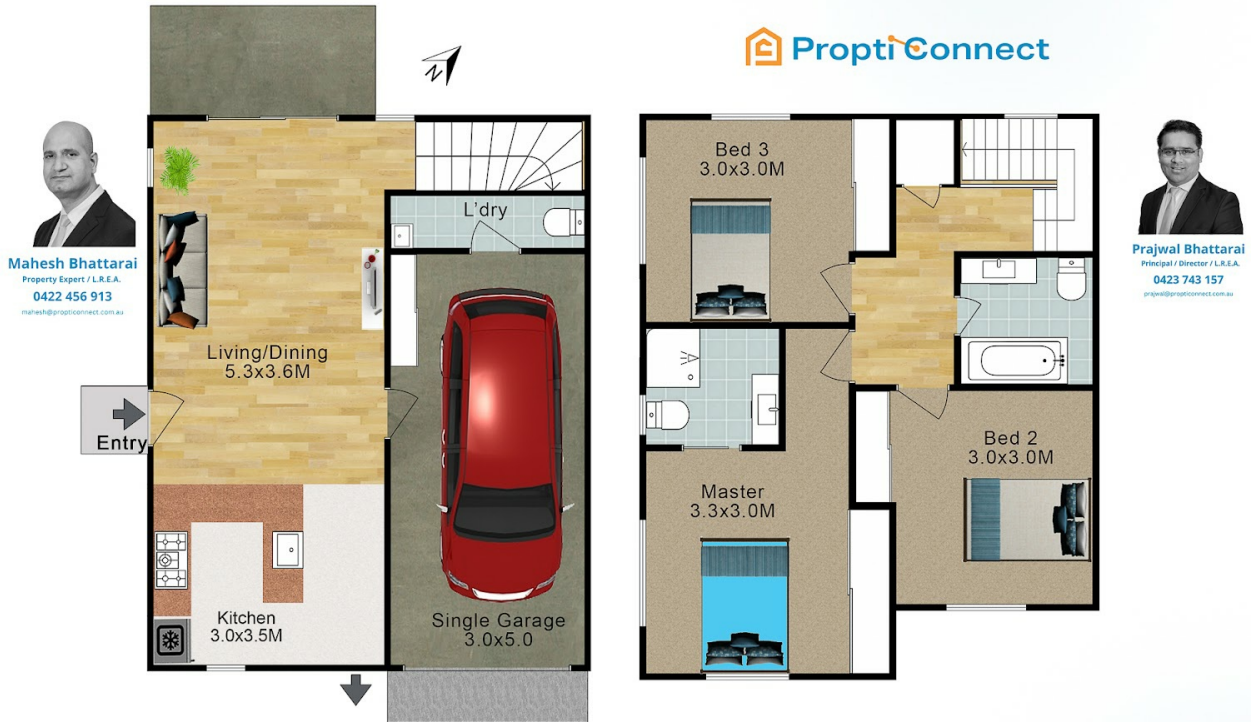 Propti Connect
N
Mahesh Bhattarai
Property Expert / L.R.E.A.
0422 456 913
mahesh@propticonnect.com.au
L'dry
Living/Dining
5.3x3.6M
Entry
Kitchen
3.0x3.5M
Single Garage
3.0x5.0
Bed 3
3.0x3.0M
Master
3.3x3.0M
Bed 2
3.0x3.0M
Prajwal Bhattarai
Principal / Director / L.R.E.A.
0423 743 157
prajwal@propticonnect.com.au